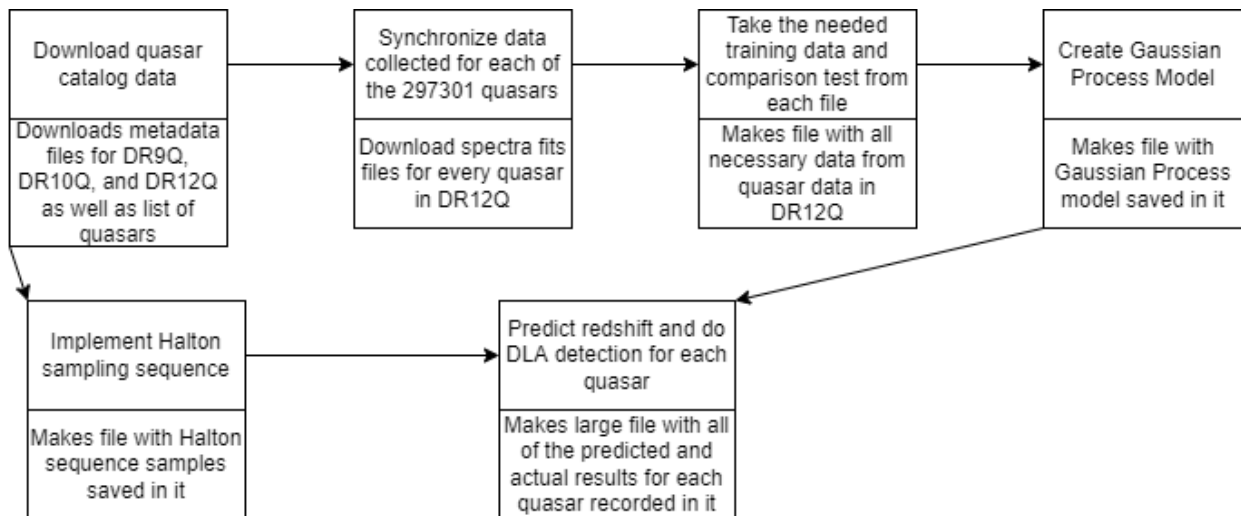 Download quasar
catalog data
Downloads metadata
files for DR9Q,
DR10Q, and DR12Q
as well as list of
quasars
Synchronize data
collected for each of
the 297301 quasars
Download spectra fits
files for every quasar
in DR12Q
Take the needed
training data and
comparison test from
each file
Makes file with all
necessary data from
quasar data in
DR12Q
Create Gaussian
Process Model
Makes file with
Gaussian Process
model saved in it
Implement Halton
sampling sequence
Makes file with Halton
sequence samples
saved in it
Predict redshift and do
DLA detection for each
quasar
Makes large file with all
of the predicted and
actual results for each
quasar recorded in it